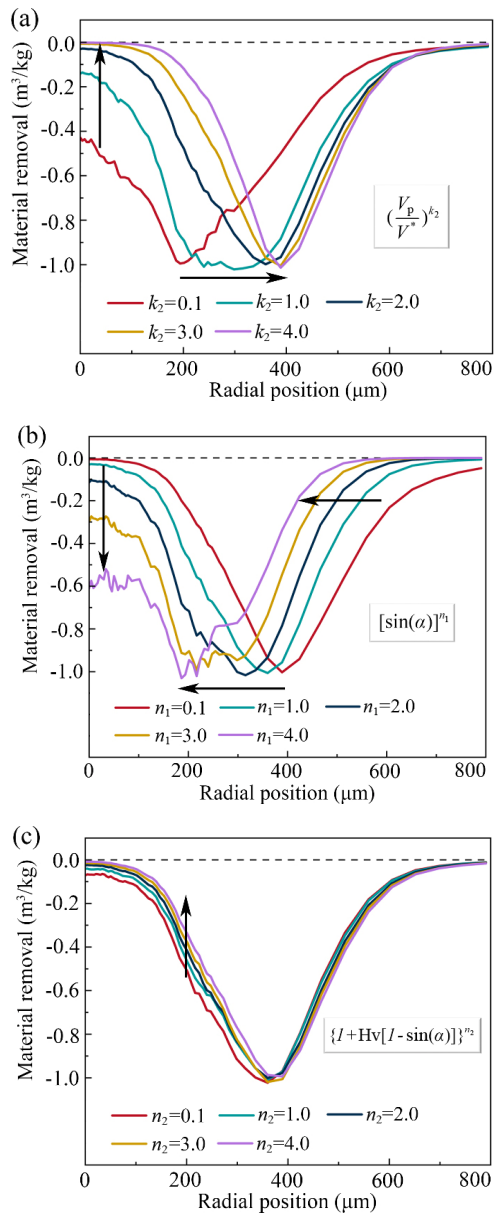 (a)
0.0
-0.2
-0.4
-0.6
-0.8
-1.0
Material removal (m³/kg)
(Vₚ/V*)^k₂
k₂=0.1 k₂=1.0 k₂=2.0
k₂=3.0 k₂=4.0
0 200 400 600 800
Radial position (μm)
(b)
0.0
-0.2
-0.4
-0.6
-0.8
-1.0
Material removal (m³/kg)
[sin(α)]^n₁
n₁=0.1 n₁=1.0 n₁=2.0
n₁=3.0 n₁=4.0
0 200 400 600 800
Radial position (μm)
(c)
0.0
-0.2
-0.4
-0.6
-0.8
-1.0
Material removal (m³/kg)
{1+Hv[1-sin(α)]}^n₂
n₂=0.1 n₂=1.0 n₂=2.0
n₂=3.0 n₂=4.0
0 200 400 600 800
Radial position (μm)